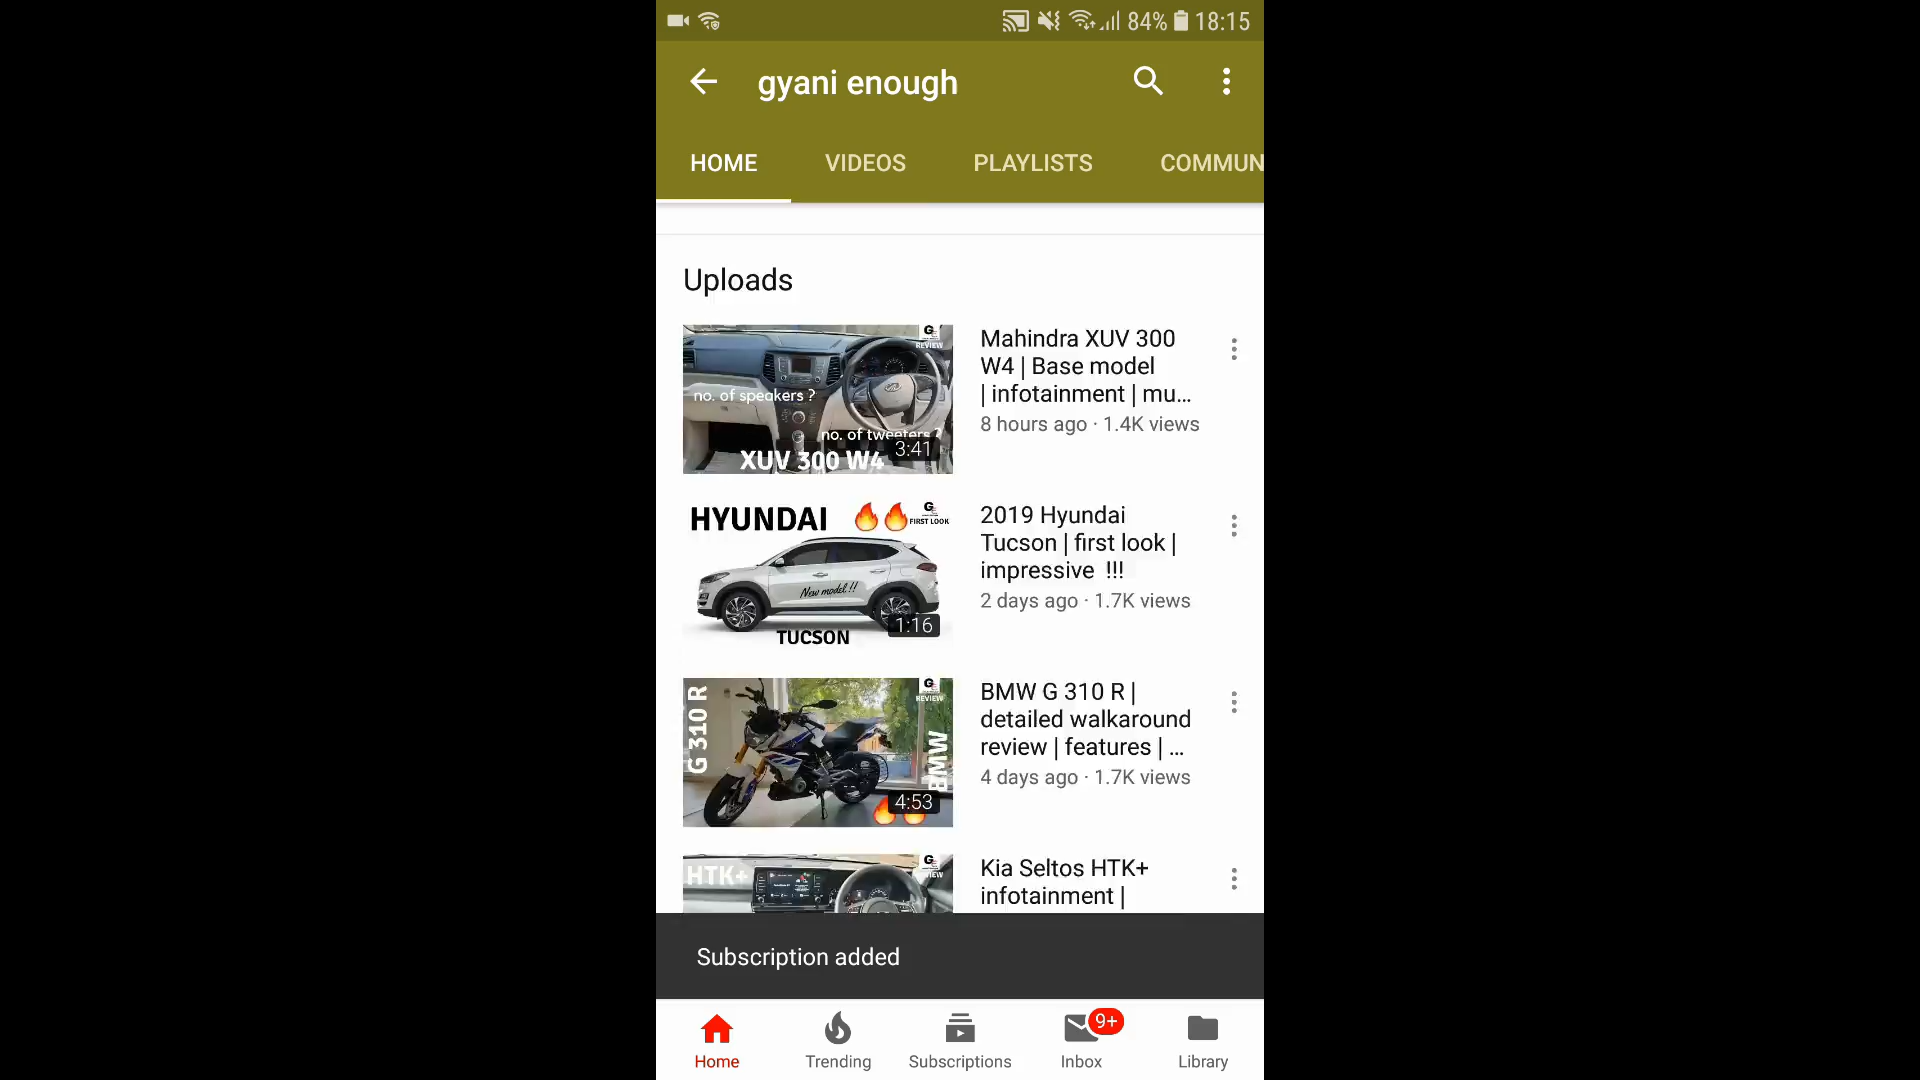 84% 18:15
gyani enough
HOME VIDEOS PLAYLISTS COMMUN
Uploads
G
REVIEW
no. of speakers ?
no. of tweeters ?
3:41
XUV 300 W4
Mahindra XUV 300
W4 | Base model
| infotainment | mu...
8 hours ago · 1.4K views
HYUNDAI
G
FIRST LOOK
New model !!
1:16
TUCSON
2019 Hyundai
Tucson | first look |
impressive !!!
2 days ago · 1.7K views
G 310 R
G
REVIEW
BMW
4:53
BMW G 310 R |
detailed walkaround
review | features | ...
4 days ago · 1.7K views
HTK+
G
REVIEW
Kia Seltos HTK+
infotainment |
Subscription added
9+
Home Trending Subscriptions Inbox Library